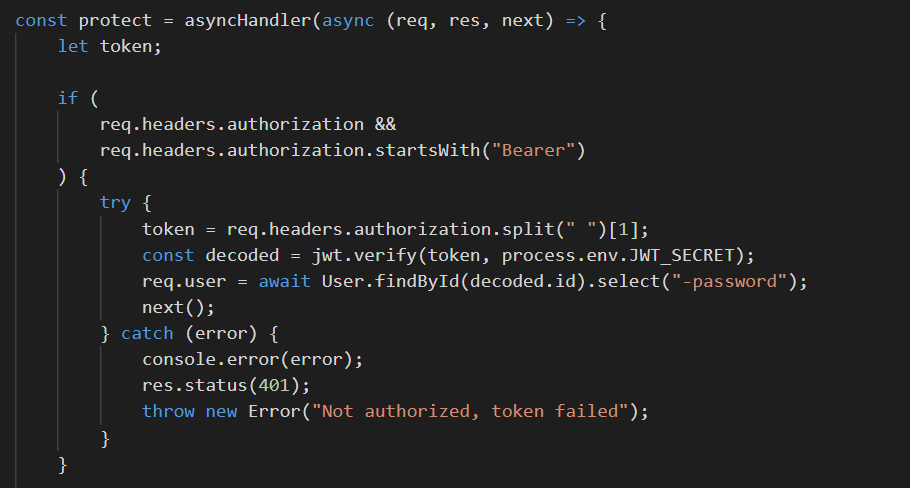 const protect = asyncHandler(async (req, res, next) => {
let token;
if (
req.headers.authorization &&
req.headers.authorization.startsWith("Bearer")
) {
try {
token = req.headers.authorization.split(" ")[1];
const decoded = jwt.verify(token, process.env.JWT_SECRET);
req.user = await User.findById(decoded.id).select("-password");
next();
} catch (error) {
console.error(error);
res.status(401);
throw new Error("Not authorized, token failed");
}
}